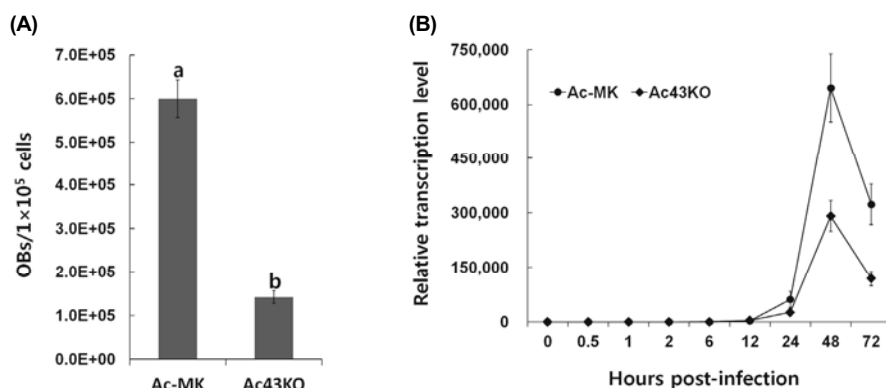 (A)
OBs/1×10⁵ cells
7.0E+05
6.0E+05
5.0E+05
4.0E+05
3.0E+05
2.0E+05
1.0E+05
0.0E+00
a
b
Ac-MK Ac43KO
(B)
Relative transcription level
750,000
600,000
450,000
300,000
150,000
0
Ac-MK Ac43KO
0 0.5 1 2 6 12 24 48 72
Hours post-infection